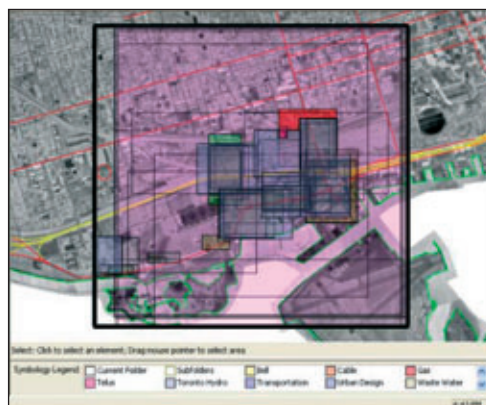 Select: Click to select an element, Drag mouse pointer to select area
Symbology Legend: Current Folder Subfolders Bell Cable Gas
Telus Toronto Hydro Transportation Urban Design Waste Water